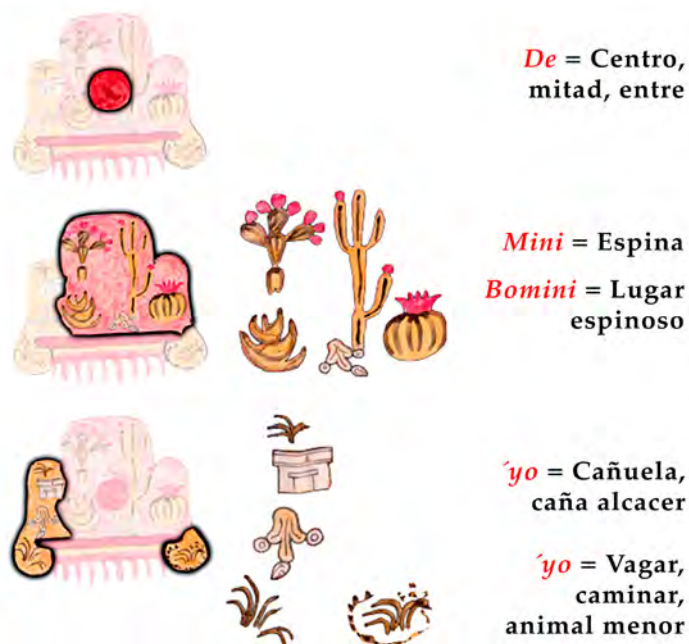 De = Centro,
mitad, entre
Mini = Espina
Bomini = Lugar
espinoso
´yo = Cañuela,
caña alcacer
´yo = Vagar,
caminar,
animal menor